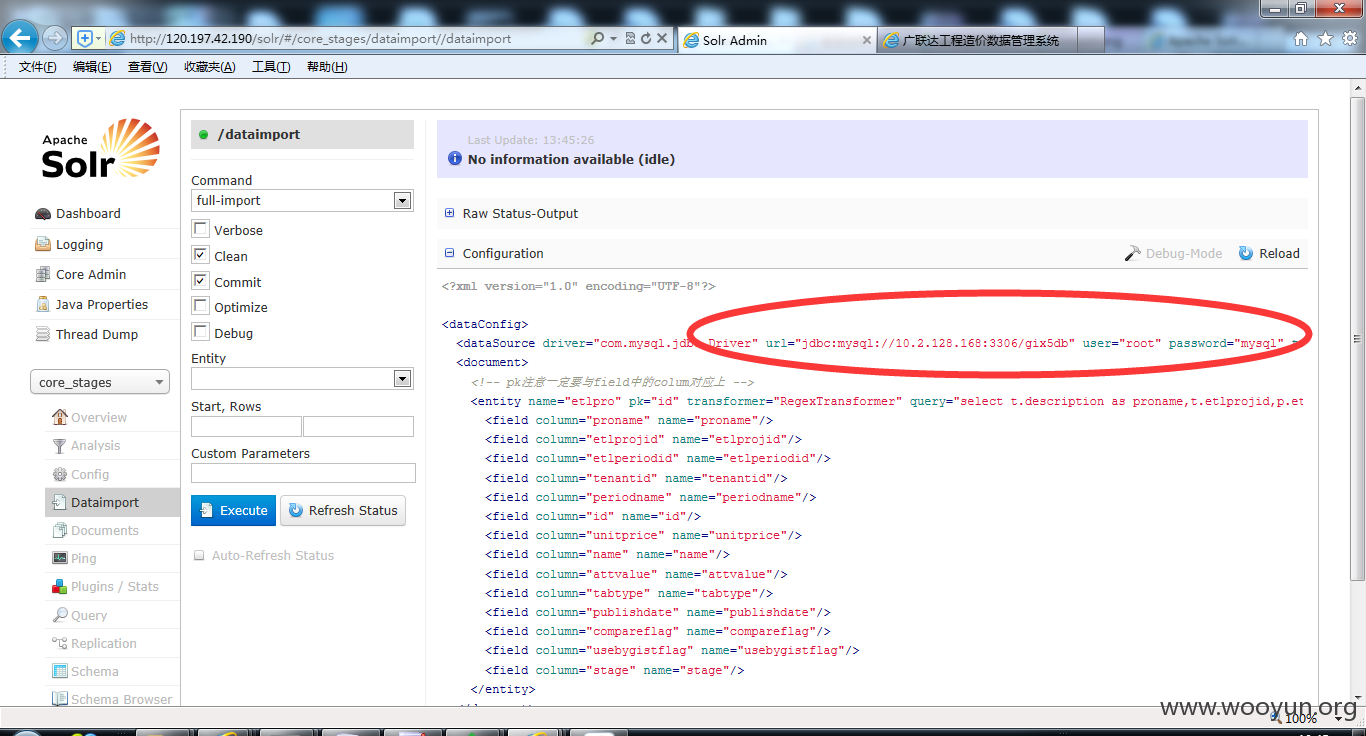 http://120.197.42.190/solr/#/core_stages/dataimport//dataimport
Solr Admin
广联达工程造价数据管理系统
文件(F) 编辑(E) 查看(V) 收藏夹(A) 工具(T) 帮助(H)
Apache
Solr
Dashboard
Logging
Core Admin
Java Properties
Thread Dump
core_stages
Overview
Analysis
Config
Dataimport
Documents
Ping
Plugins / Stats
Query
Replication
Schema
Schema Browser
/dataimport
Command
full-import
Verbose
Clean
Commit
Optimize
Debug
Entity
Start, Rows
Custom Parameters
Execute
Refresh Status
Auto-Refresh Status
Last Update: 13:45:26
No information available (idle)
Raw Status-Output
Configuration
Debug-Mode
Reload
<?xml version="1.0" encoding="UTF-8"?>
<dataConfig>
<dataSource driver="com.mysql.jdbc.Driver" url="jdbc:mysql://10.2.128.168:3306/gix5db" user="root" password="mysql"
<document>
<!-- pk注意一定要与field中的colum对应上 -->
<entity name="etlpro" pk="id" transformer="RegexTransformer" query="select t.description as proname,t.etlprojid,p.et
<field column="proname" name="proname"/>
<field column="etlprojid" name="etlprojid"/>
<field column="etlperiodid" name="etlperiodid"/>
<field column="tenantid" name="tenantid"/>
<field column="periodname" name="periodname"/>
<field column="id" name="id"/>
<field column="unitprice" name="unitprice"/>
<field column="name" name="name"/>
<field column="attvalue" name="attvalue"/>
<field column="tabtype" name="tabtype"/>
<field column="publishdate" name="publishdate"/>
<field column="compareflag" name="compareflag"/>
<field column="usebygistflag" name="usebygistflag"/>
<field column="stage" name="stage"/>
</entity>
www.wooyun.org
100%